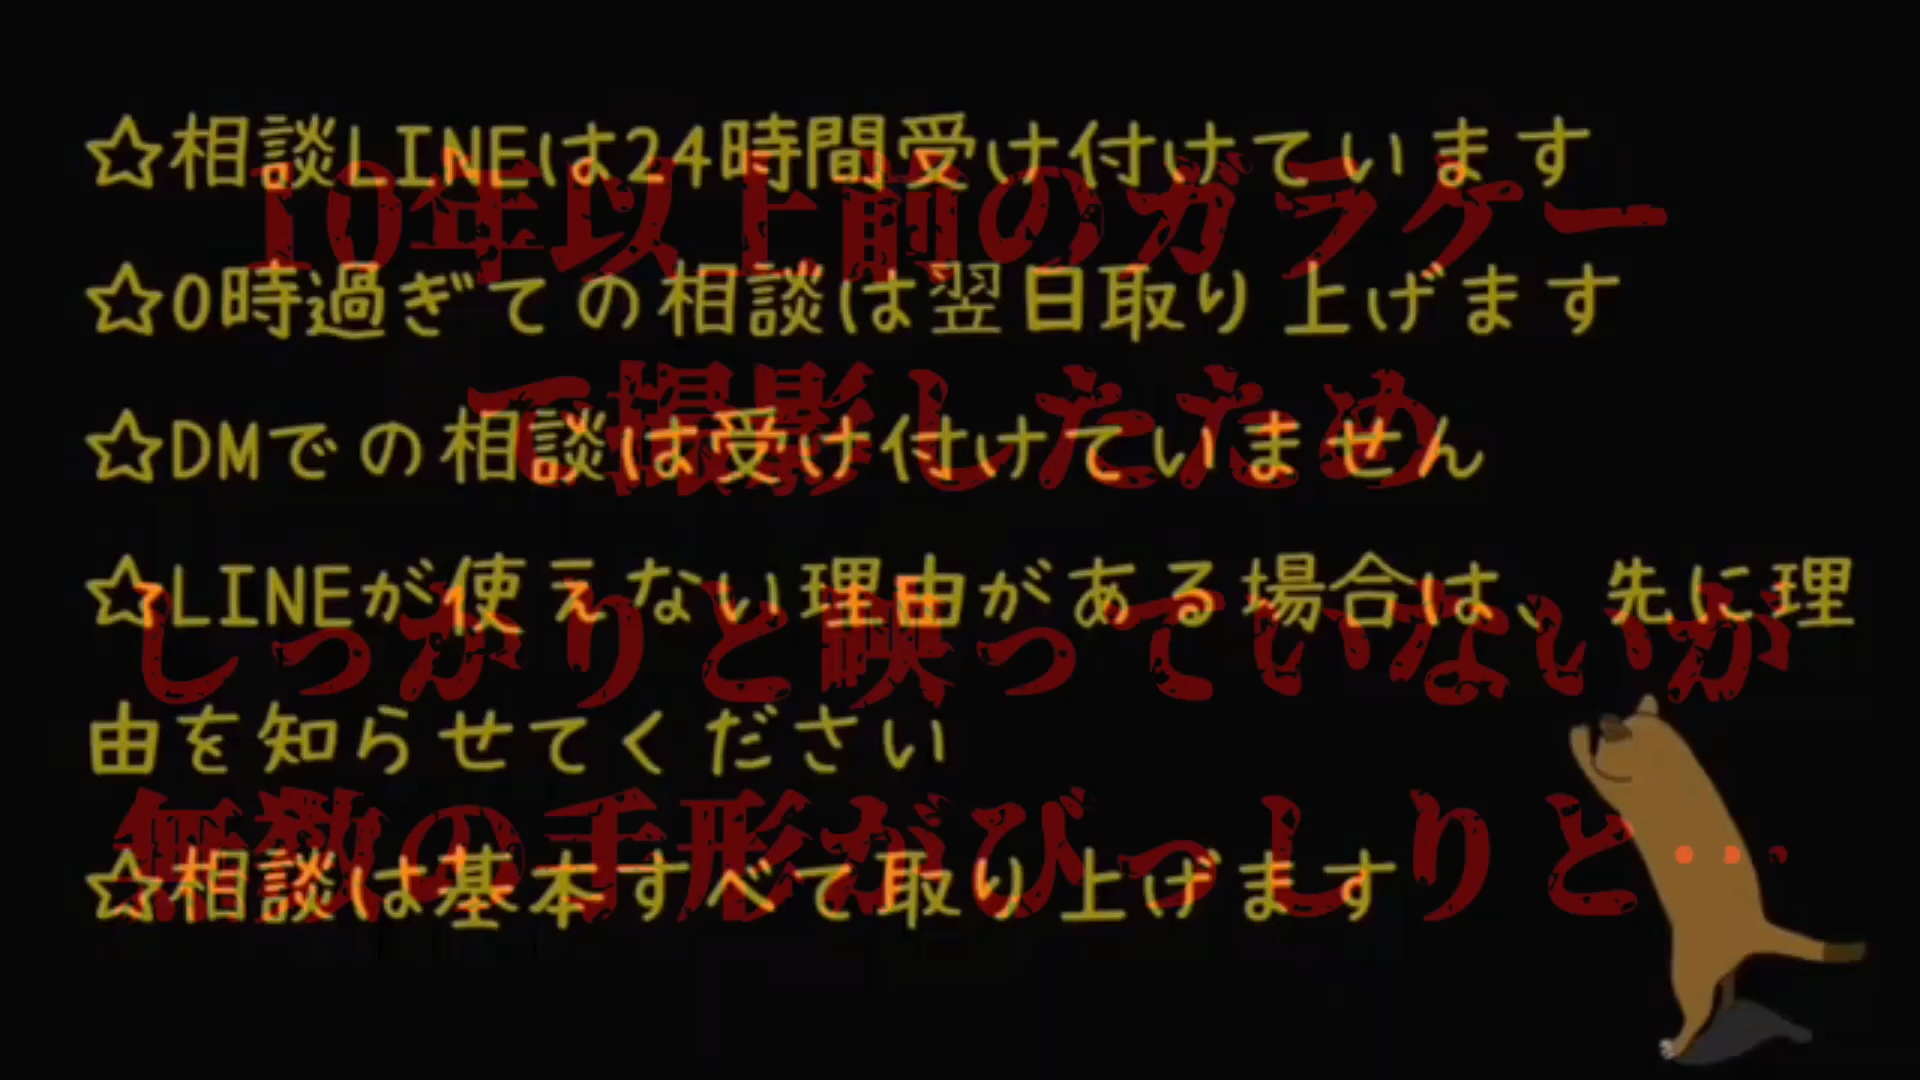 ☆相談LINEは24時間受け付けています
10年以上前のガラケー
☆0時過ぎての相談は翌日取り上げます
で撮影したため
☆DMでの相談は受け付けていません
☆LINEが使えない理由がある場合は、先に理
しっかりと映っていないが
由を知らせてください
無数の手形がびっしりと…
☆相談は基本すべて取り上げます